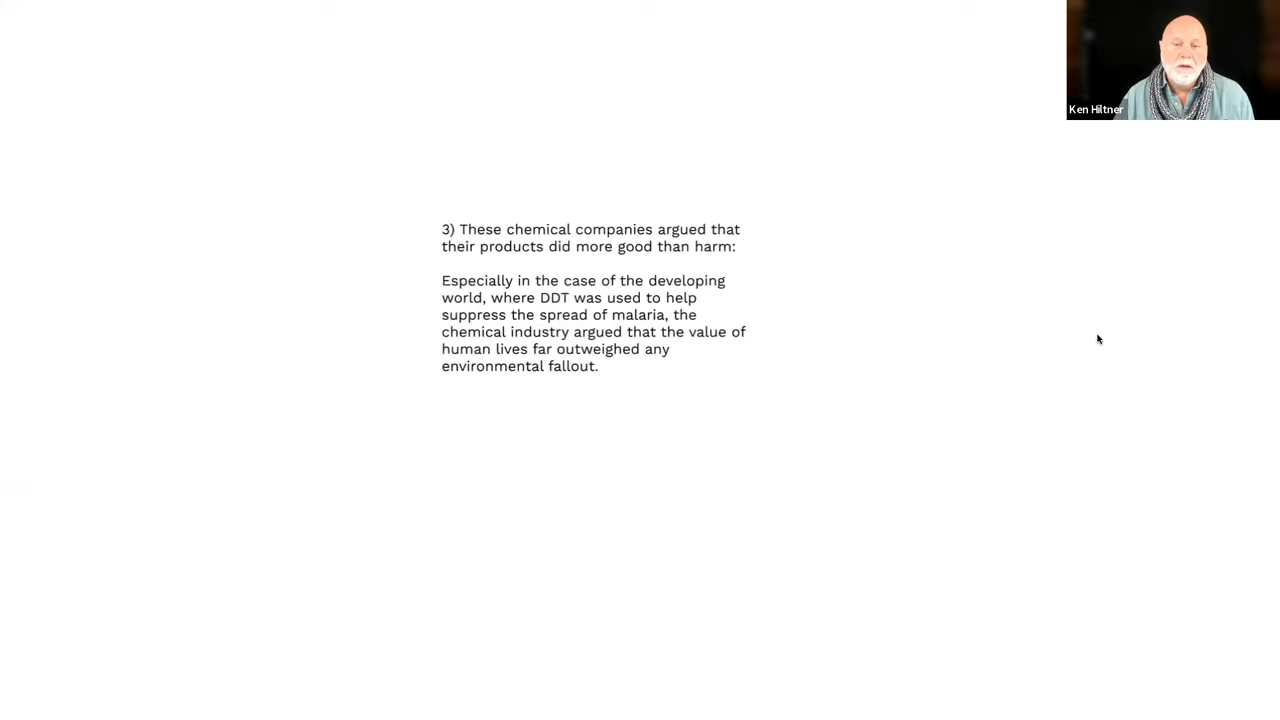 Ken Hiltner
3) These chemical companies argued that
their products did more good than harm:
Especially in the case of the developing
world, where DDT was used to help
suppress the spread of malaria, the
chemical industry argued that the value of
human lives far outweighed any
environmental fallout.